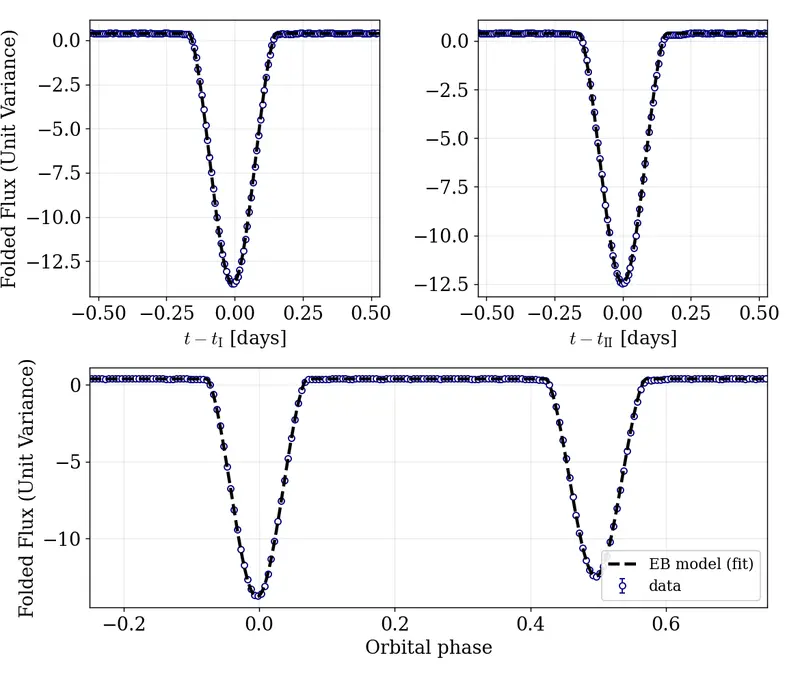 Folded Flux (Unit Variance)
0.0
−2.5
−5.0
−7.5
−10.0
−12.5
−0.50 −0.25 0.00 0.25 0.50
t − tI [days]
0.0
−2.5
−5.0
−7.5
−10.0
−12.5
−0.50 −0.25 0.00 0.25 0.50
t − tII [days]
Folded Flux (Unit Variance)
0
−5
−10
−0.2 0.0 0.2 0.4 0.6
Orbital phase
EB model (fit)
data